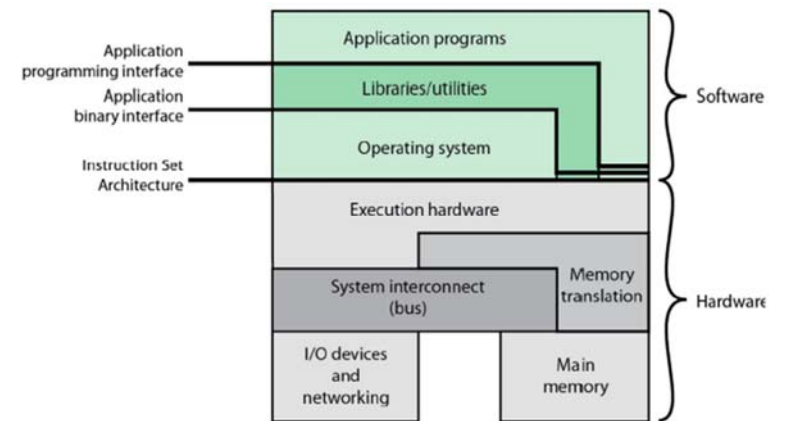 Application programs
Application
programming interface
Libraries/utilities
Software
Application
binary interface
Operating system
Instruction Set
Architecture
Execution hardware
Memory
translation
System interconnect
(bus)
Hardware
I/O devices
and
networking
Main
memory